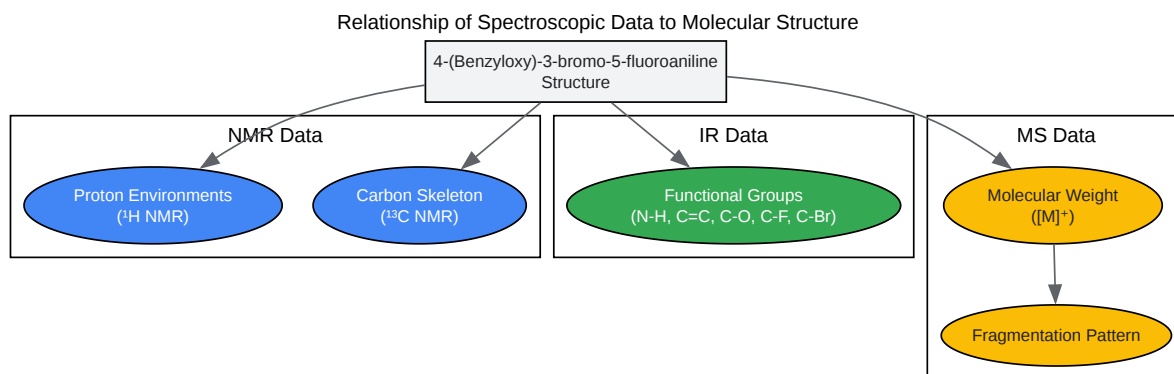 Relationship of Spectroscopic Data to Molecular Structure
4-(Benzyloxy)-3-bromo-5-fluoroaniline
Structure
NMR Data
Proton Environments
(¹H NMR)
Carbon Skeleton
(¹³C NMR)
IR Data
Functional Groups
(N-H, C=C, C-O, C-F, C-Br)
MS Data
Molecular Weight
([M]⁺)
Fragmentation Pattern